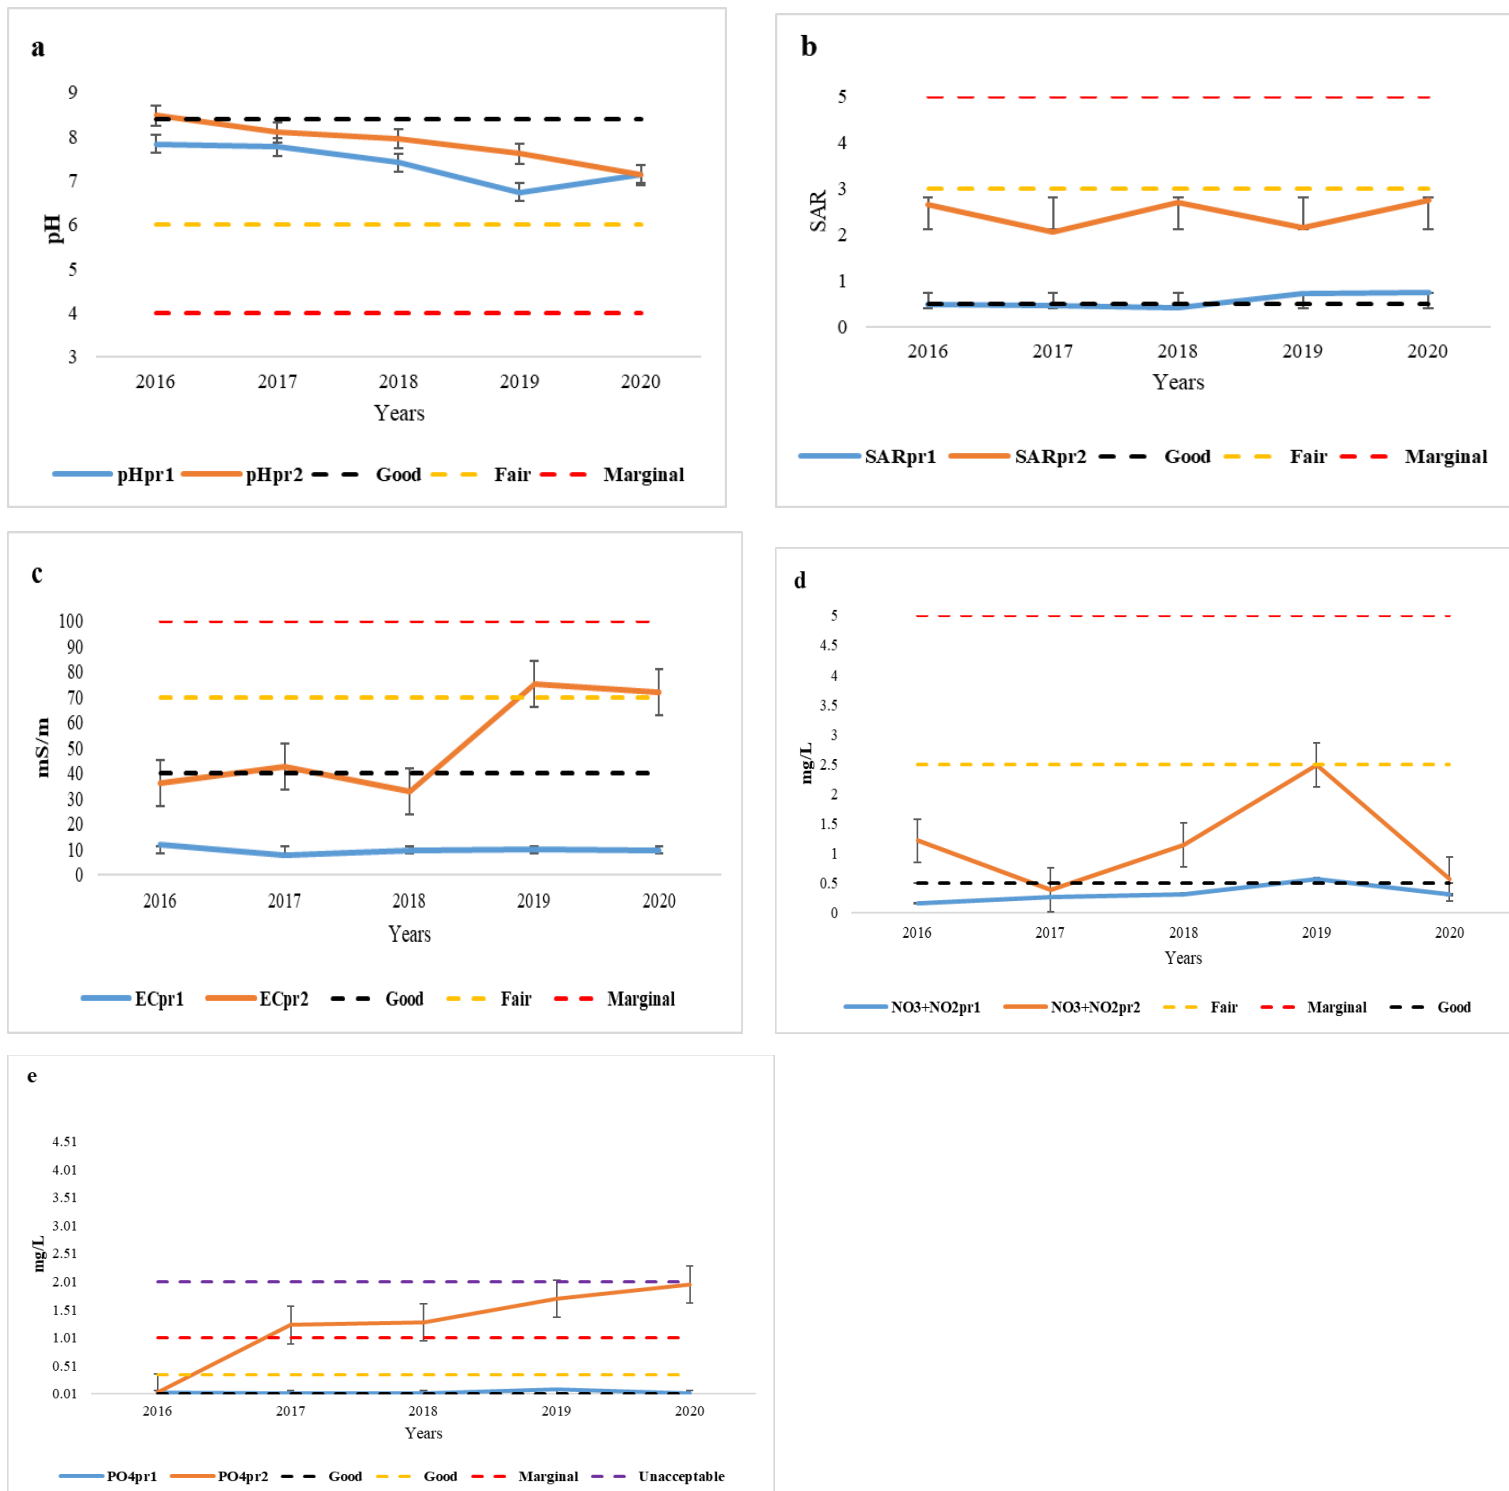 a
9
8
7
6
5
4
3
pH
2016 2017 2018 2019 2020
Years
pHpr1 pHpr2 Good Fair Marginal
b
5
4
3
2
1
0
SAR
2016 2017 2018 2019 2020
Years
SARpr1 SARpr2 Good Fair Marginal
c
100
90
80
70
60
50
40
30
20
10
0
mS/m
2016 2017 2018 2019 2020
Years
ECpr1 ECpr2 Good Fair Marginal
d
5
4.5
4
3.5
3
2.5
2
1.5
1
0.5
0
mg/L
2016 2017 2018 2019 2020
Years
NO3+NO2pr1 NO3+NO2pr2 Fair Marginal Good
e
4.51
4.01
3.51
3.01
2.51
2.01
1.51
1.01
0.51
0.01
mg/L
2016 2017 2018 2019 2020
Years
PO4pr1 PO4pr2 Good Good Marginal Unacceptable